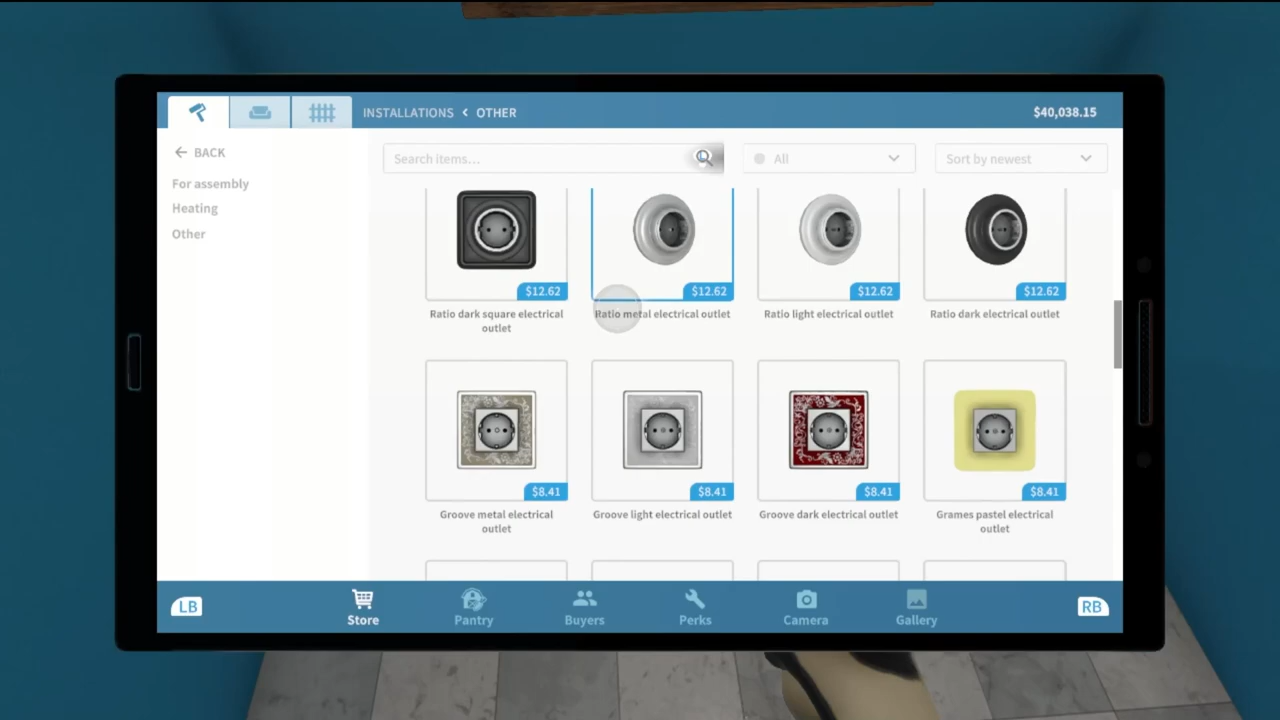 INSTALLATIONS < OTHER
$40,038.15
BACK
Search items...
All
Sort by newest
For assembly
Heating
Other
$12.62
$12.62
$12.62
$12.62
Ratio dark square electrical
outlet
Ratio metal electrical outlet
Ratio light electrical outlet
Ratio dark electrical outlet
$8.41
$8.41
$8.41
$8.41
Groove metal electrical
outlet
Groove light electrical outlet
Groove dark electrical outlet
Grames pastel electrical
outlet
LB
Store
Pantry
Buyers
Perks
Camera
Gallery
RB